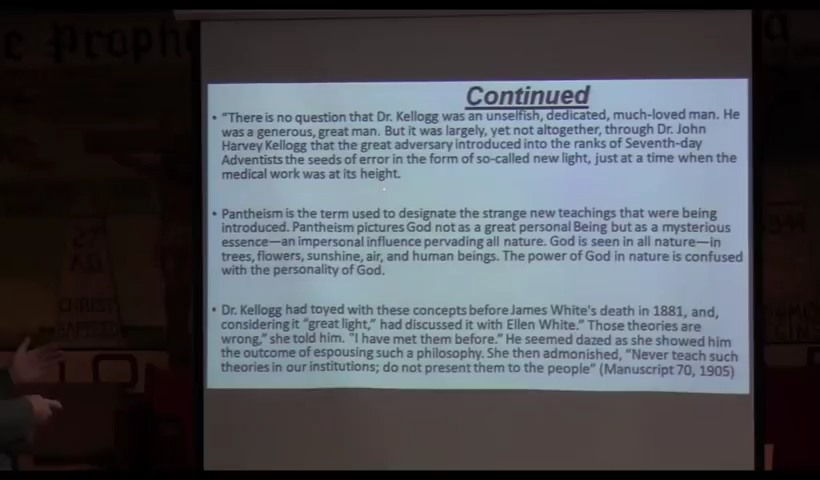 c Proph
a
Continued
• "There is no question that Dr. Kellogg was an unselfish, dedicated, much-loved man. He
was a generous, great man. But it was largely, yet not altogether, through Dr. John
Harvey Kellogg that the great adversary introduced into the ranks of Seventh-day
Adventists the seeds of error in the form of so-called new light, just at a time when the
medical work was at its height.
• Pantheism is the term used to designate the strange new teachings that were being
introduced. Pantheism pictures God not as a great personal Being but as a mysterious
essence—an impersonal influence pervading all nature. God is seen in all nature—in
trees, flowers, sunshine, air, and human beings. The power of God in nature is confused
with the personality of God.
• Dr. Kellogg had toyed with these concepts before James White's death in 1881, and,
considering it "great light," had discussed it with Ellen White." Those theories are
wrong," she told him. "I have met them before." He seemed dazed as she showed him
the outcome of espousing such a philosophy. She then admonished, "Never teach such
theories in our institutions; do not present them to the people" (Manuscript 70, 1905)
27
AD
CHRIST
BAPTISED
1844